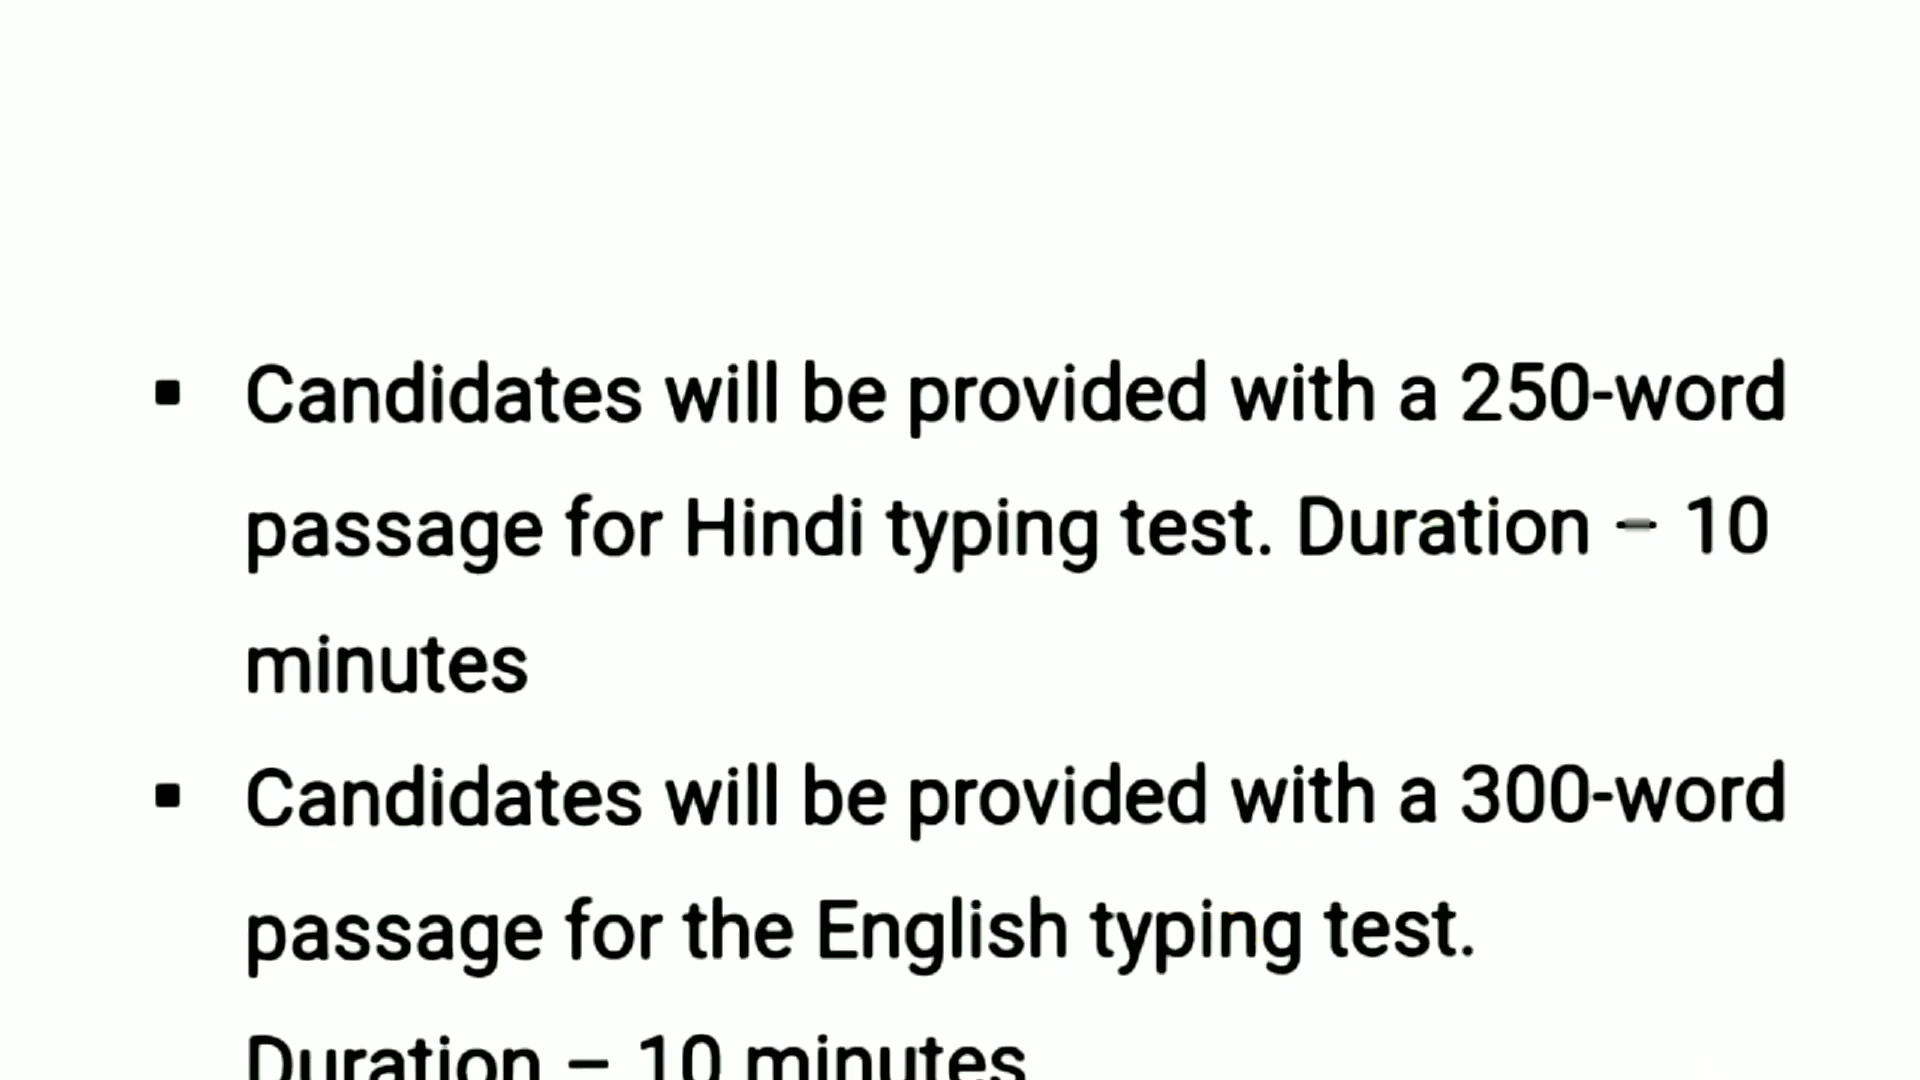 ▪ Candidates will be provided with a 250-word
passage for Hindi typing test. Duration – 10
minutes
▪ Candidates will be provided with a 300-word
passage for the English typing test.
Duration – 10 minutes